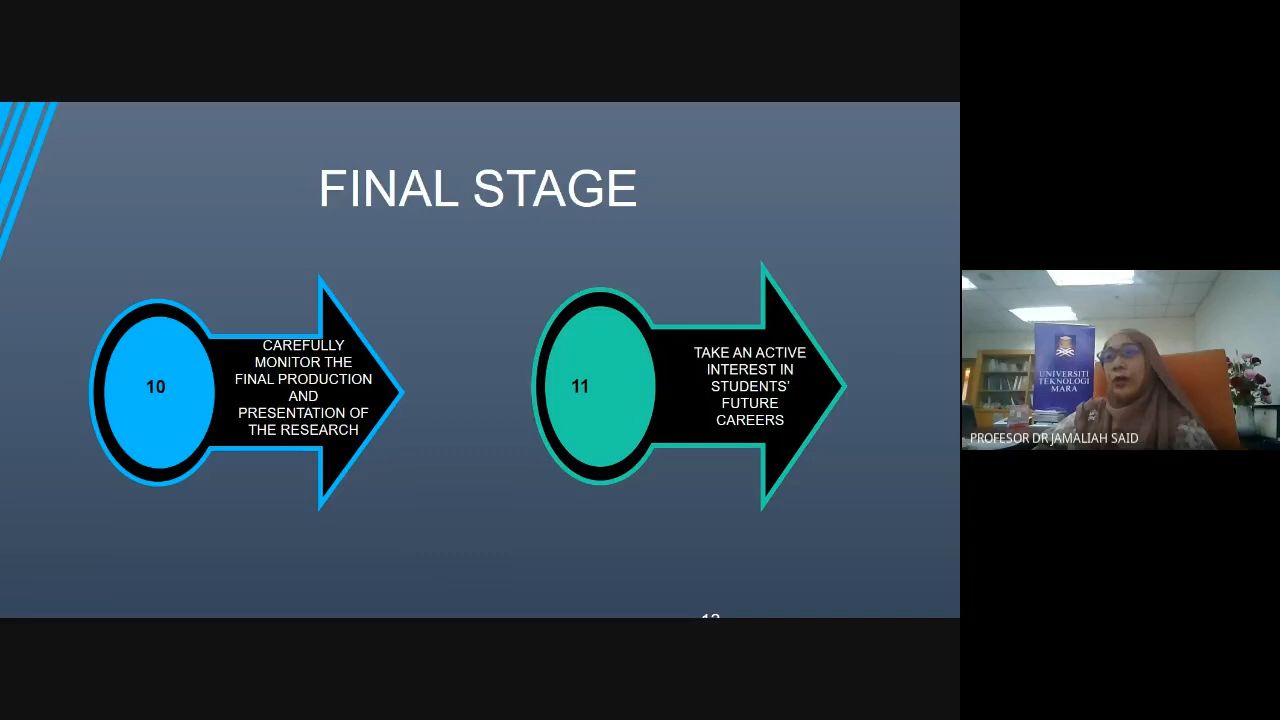 FINAL STAGE
10
CAREFULLY
MONITOR THE
FINAL PRODUCTION
AND
PRESENTATION OF
THE RESEARCH
11
TAKE AN ACTIVE
INTEREST IN
STUDENTS'
FUTURE
CAREERS
UNIVERSITI
TEKNOLOGI
MARA
PROFESOR DR JAMALIAH SAID